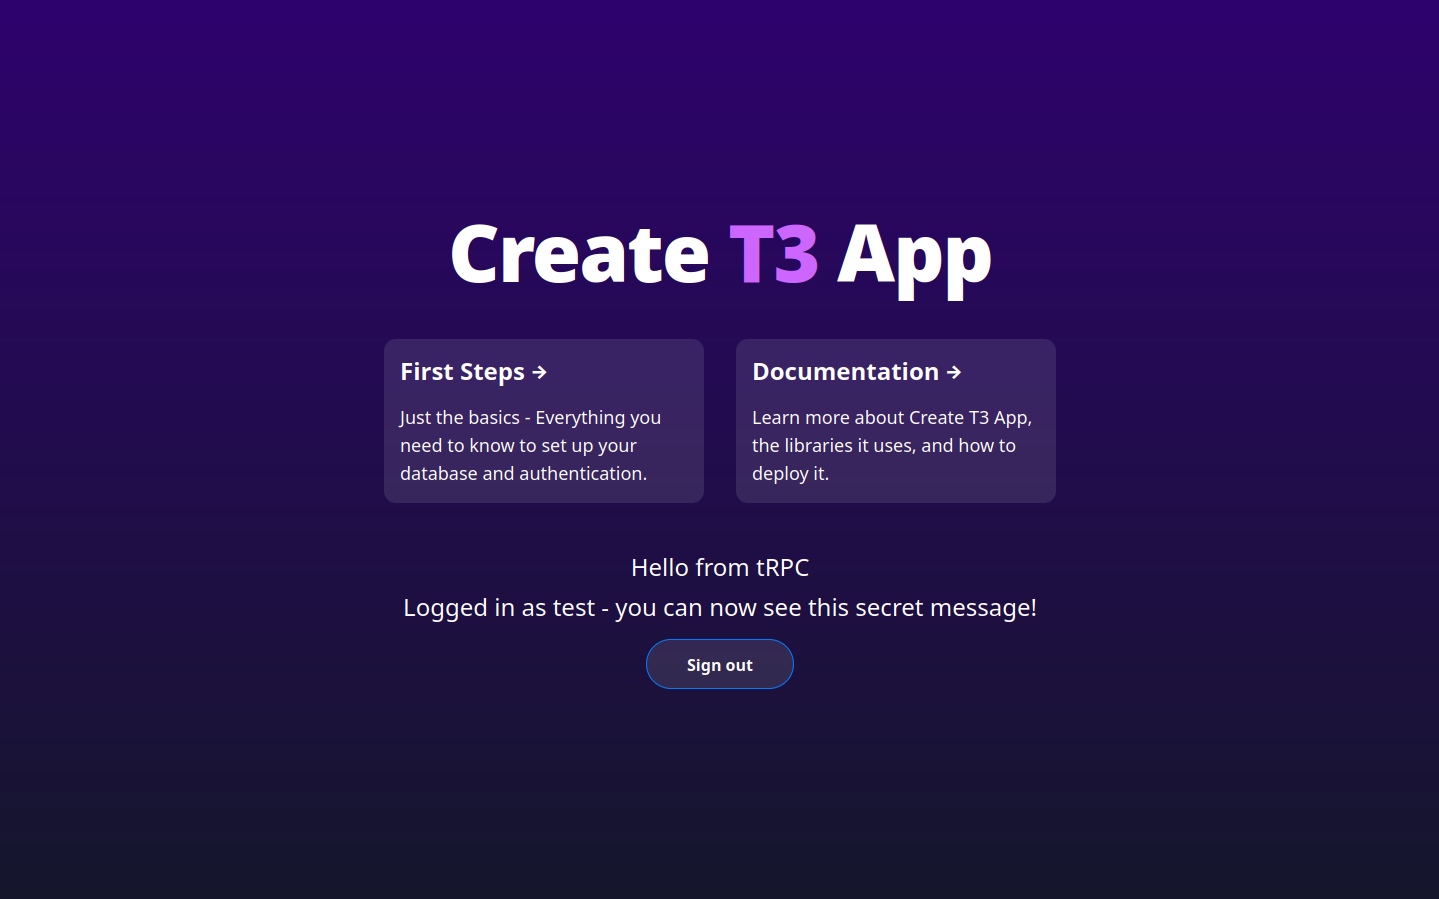 Create T3 App
First Steps →
Just the basics - Everything you
need to know to set up your
database and authentication.
Documentation →
Learn more about Create T3 App,
the libraries it uses, and how to
deploy it.
Hello from tRPC
Logged in as test - you can now see this secret message!
Sign out